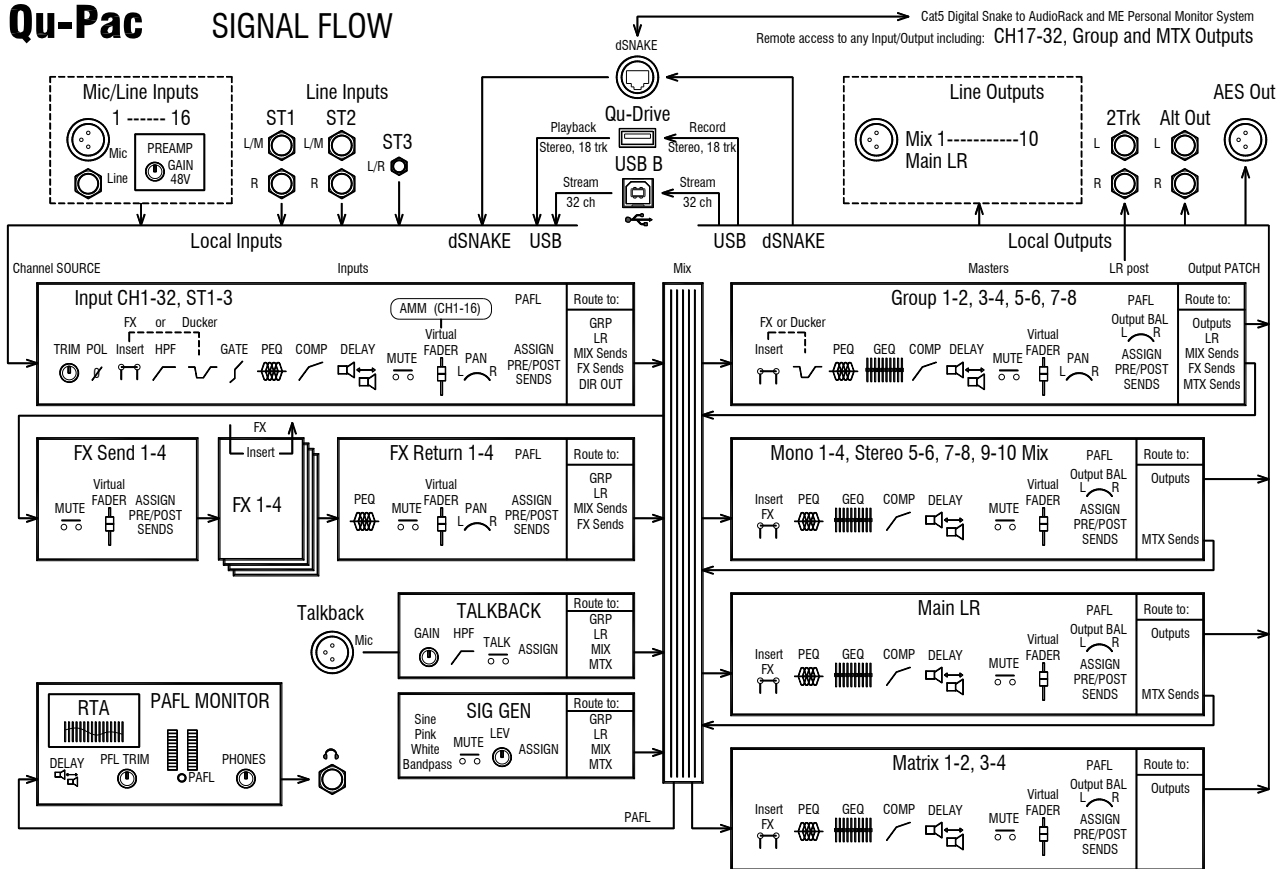 Qu-Pac SIGNAL FLOW
Cat5 Digital Snake to AudioRack and ME Personal Monitor System
Remote access to any Input/Output including: CH17-32, Group and MTX Outputs
dSNAKE
Mic/Line Inputs
1 ------ 16
Mic
Line
PREAMP
GAIN
48V
Line Inputs
ST1
ST2
ST3
L/M
L/M
L/R
R
R
Qu-Drive
Playback
Stereo, 18 trk
Record
Stereo, 18 trk
USB B
Stream
32 ch
Stream
32 ch
Line Outputs
Mix 1-----------10
Main LR
2Trk
L
R
Alt Out
L
R
AES Out
Local Inputs
dSNAKE
USB
USB
dSNAKE
Local Outputs
Channel SOURCE
Inputs
Mix
Masters
LR post
Output PATCH
Input CH1-32, ST1-3
FX or Ducker
AMM (CH1-16)
PAFL
TRIM POL Insert HPF GATE PEQ COMP DELAY MUTE
Virtual
FADER
PAN
L R
ASSIGN
PRE/POST
SENDS
Route to:
GRP
LR
MIX Sends
FX Sends
DIR OUT
Group 1-2, 3-4, 5-6, 7-8
FX or Ducker
Insert PEQ GEQ COMP DELAY MUTE
Virtual
FADER
PAN
L R
PAFL
Output BAL
L R
ASSIGN
PRE/POST
SENDS
Route to:
Outputs
LR
MIX Sends
FX Sends
MTX Sends
FX Send 1-4
MUTE
Virtual
FADER
ASSIGN
PRE/POST
SENDS
FX
Insert
FX 1-4
FX Return 1-4
PAFL
PEQ
MUTE
Virtual
FADER
PAN
L R
ASSIGN
PRE/POST
SENDS
Route to:
GRP
LR
MIX Sends
FX Sends
Mono 1-4, Stereo 5-6, 7-8, 9-10 Mix
Insert
FX
PEQ GEQ COMP DELAY
MUTE
Virtual
FADER
PAFL
Output BAL
L R
ASSIGN
PRE/POST
SENDS
Route to:
Outputs
MTX Sends
Talkback
Mic
TALKBACK
GAIN HPF TALK ASSIGN
Route to:
GRP
LR
MIX
MTX
Main LR
Insert
FX
PEQ GEQ COMP DELAY
MUTE
Virtual
FADER
PAFL
Output BAL
L R
ASSIGN
PRE/POST
SENDS
Route to:
Outputs
MTX Sends
RTA
PAFL MONITOR
DELAY
PFL TRIM
PAFL
PHONES
SIG GEN
Sine
Pink
White
Bandpass
MUTE
LEV
ASSIGN
Route to:
GRP
LR
MIX
MTX
PAFL
Matrix 1-2, 3-4
Insert
FX
PEQ GEQ COMP DELAY
MUTE
Virtual
FADER
PAFL
Output BAL
L R
ASSIGN
PRE/POST
SENDS
Route to:
Outputs